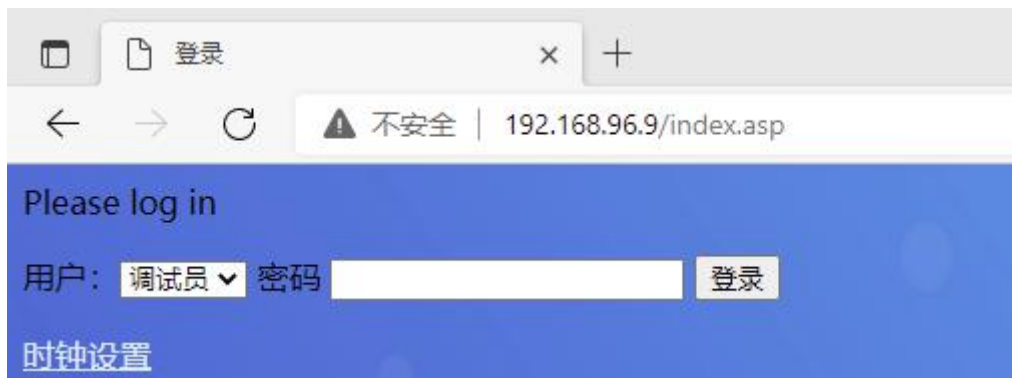 登录
不安全 | 192.168.96.9/index.asp
Please log in
用户: 调试员 密码 登录
时钟设置